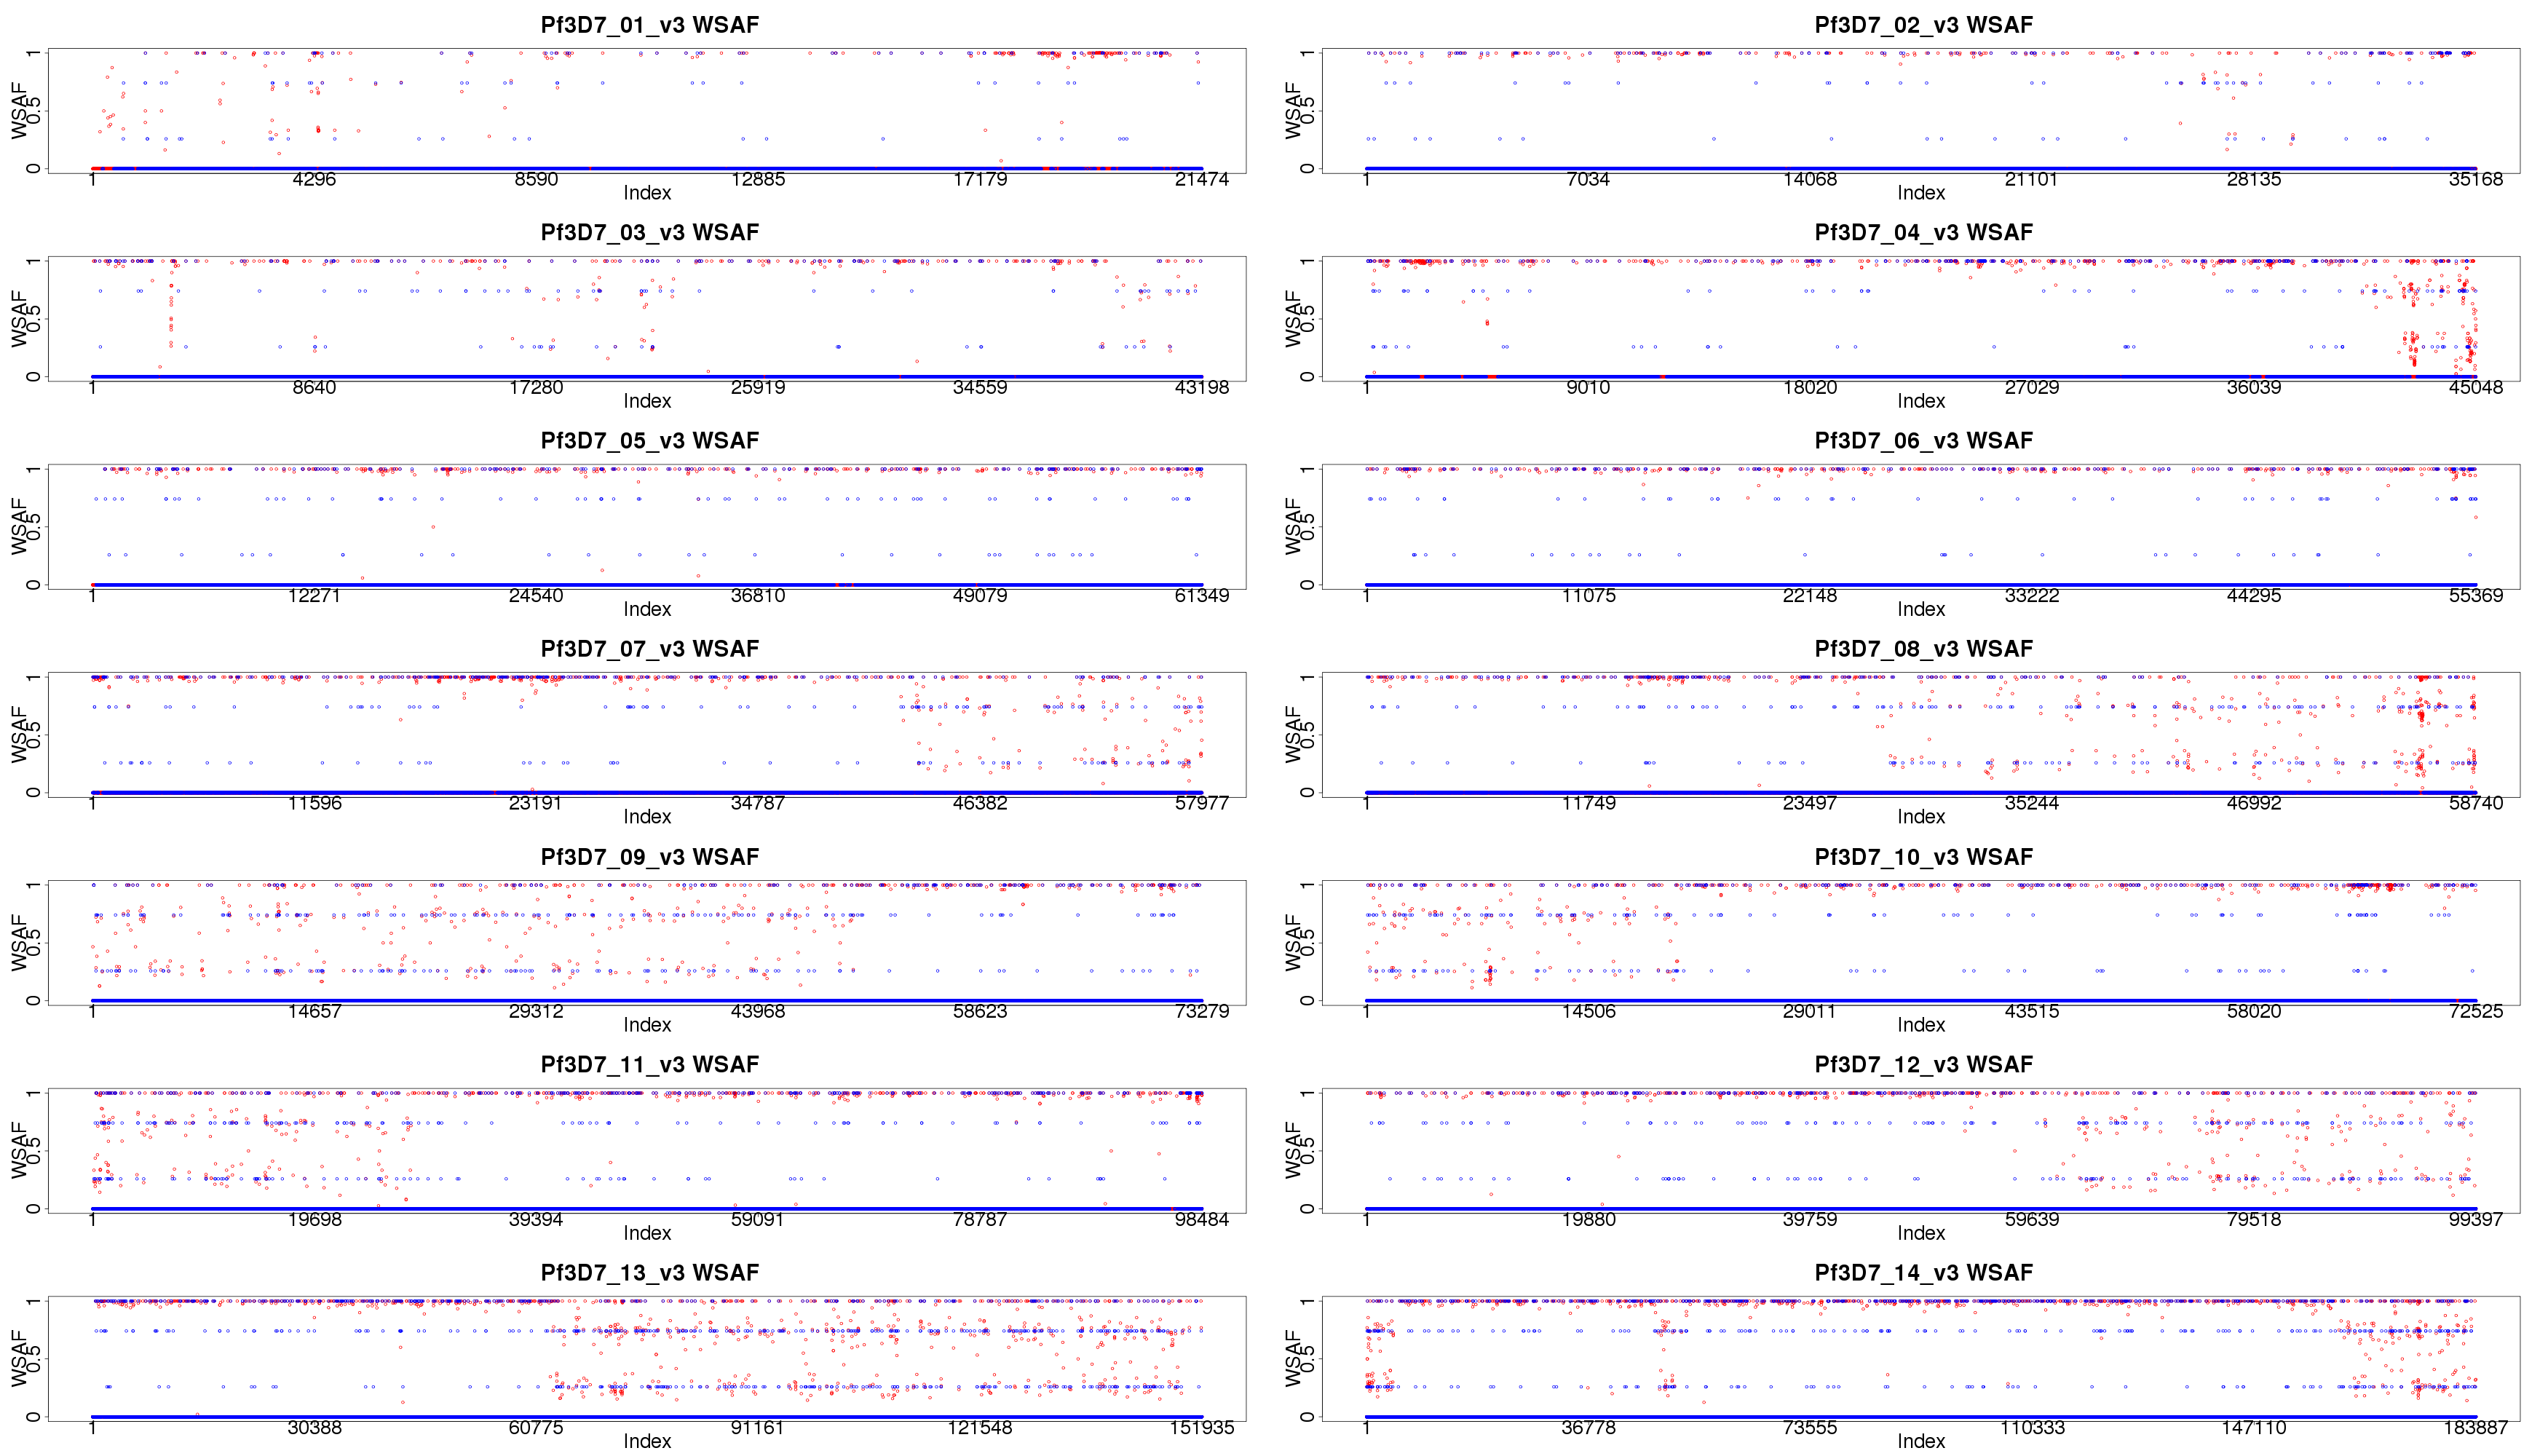 Pf3D7_01_v3 WSAF
WSAF
0 0.5 1
1 4296 8590 12885 17179 21474
Index
Pf3D7_02_v3 WSAF
WSAF
0 0.5 1
1 7034 14068 21101 28135 35168
Index
Pf3D7_03_v3 WSAF
WSAF
0 0.5 1
1 8640 17280 25919 34559 43198
Index
Pf3D7_04_v3 WSAF
WSAF
0 0.5 1
1 9010 18020 27029 36039 45048
Index
Pf3D7_05_v3 WSAF
WSAF
0 0.5 1
1 12271 24540 36810 49079 61349
Index
Pf3D7_06_v3 WSAF
WSAF
0 0.5 1
1 11075 22148 33222 44295 55369
Index
Pf3D7_07_v3 WSAF
WSAF
0 0.5 1
1 11596 23191 34787 46382 57977
Index
Pf3D7_08_v3 WSAF
WSAF
0 0.5 1
1 11749 23497 35244 46992 58740
Index
Pf3D7_09_v3 WSAF
WSAF
0 0.5 1
1 14657 29312 43968 58623 73279
Index
Pf3D7_10_v3 WSAF
WSAF
0 0.5 1
1 14506 29011 43515 58020 72525
Index
Pf3D7_11_v3 WSAF
WSAF
0 0.5 1
1 19698 39394 59091 78787 98484
Index
Pf3D7_12_v3 WSAF
WSAF
0 0.5 1
1 19880 39759 59639 79518 99397
Index
Pf3D7_13_v3 WSAF
WSAF
0 0.5 1
1 30388 60775 91161 121548 151935
Index
Pf3D7_14_v3 WSAF
WSAF
0 0.5 1
1 36778 73555 110333 147110 183887
Index